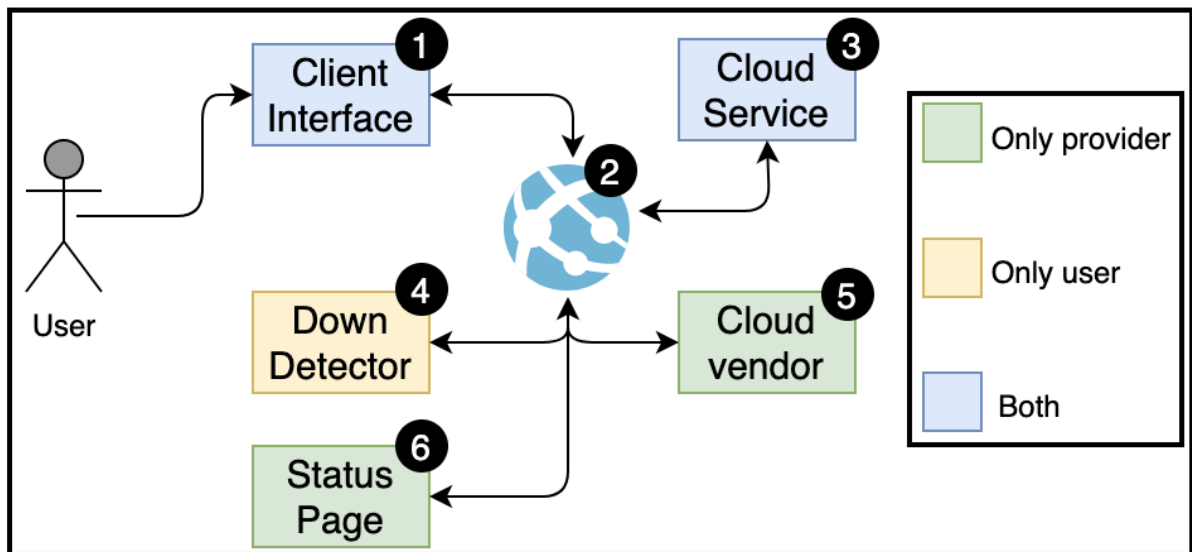 1
Client
Interface
2
3
Cloud
Service
User
4
Down
Detector
5
Cloud
vendor
6
Status
Page
Only provider
Only user
Both